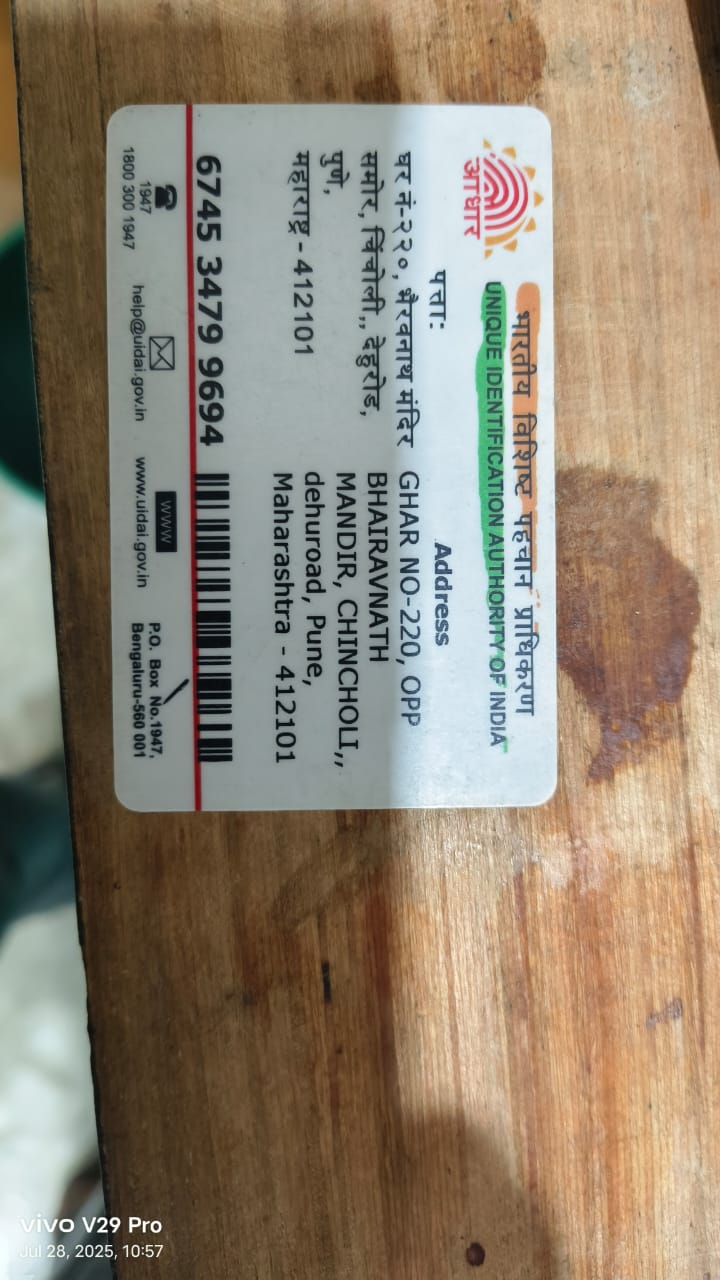 आधार
भारतीय विशिष्ट पहचान प्राधिकरण
UNIQUE IDENTIFICATION AUTHORITY OF INDIA
पत्ता:
घर नं-२२०, भैरवनाथ मंदिर
समोर, चिंचोली,, देहुरोड,
पुणे,
महाराष्ट्र - 412101
Address
GHAR NO-220, OPP
BHAIRAVNATH
MANDIR, CHINCHOLI,,
dehuroad, Pune,
Maharashtra - 412101
6745 3479 9694
1947
1800 300 1947
help@uidai.gov.in
www
www.uidai.gov.in
P.O. Box No.1947,
Bengaluru-560 001
vivo V29 Pro
Jul 28, 2025, 10:57